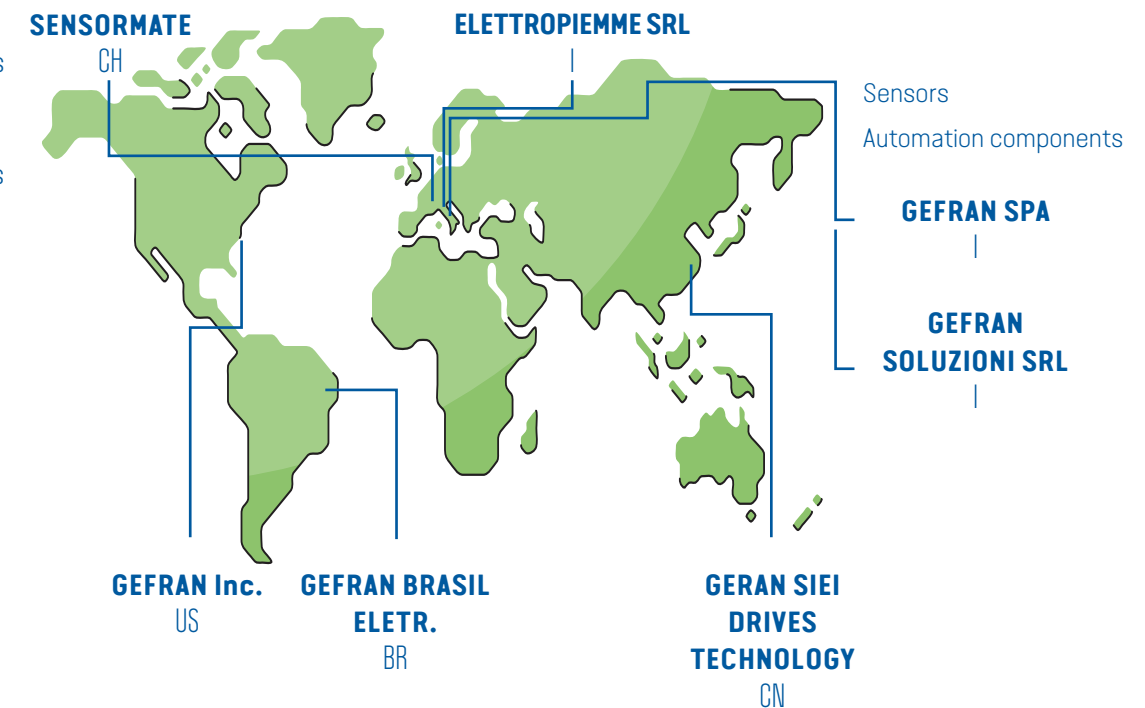 SENSORMATE
CH
s
s
ELETTROPIEMME SRL
I
Sensors
Automation components
GEFRAN SPA
I
GEFRAN
SOLUZIONI SRL
I
GEFRAN Inc.
US
GEFRAN BRASIL
ELETR.
BR
GERAN SIEI
DRIVES
TECHNOLOGY
CN